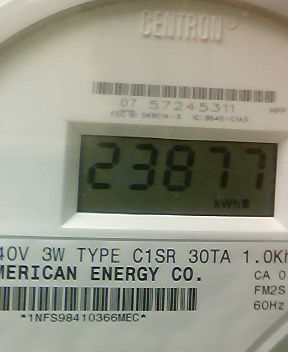 CENTRON®
07 57245311
23877
kWh
40V 3W TYPE C1SR 30TA 1.0Kh
MERICAN ENERGY CO.
CA 0
FM2S
60Hz
*1NFS98410366MEC*